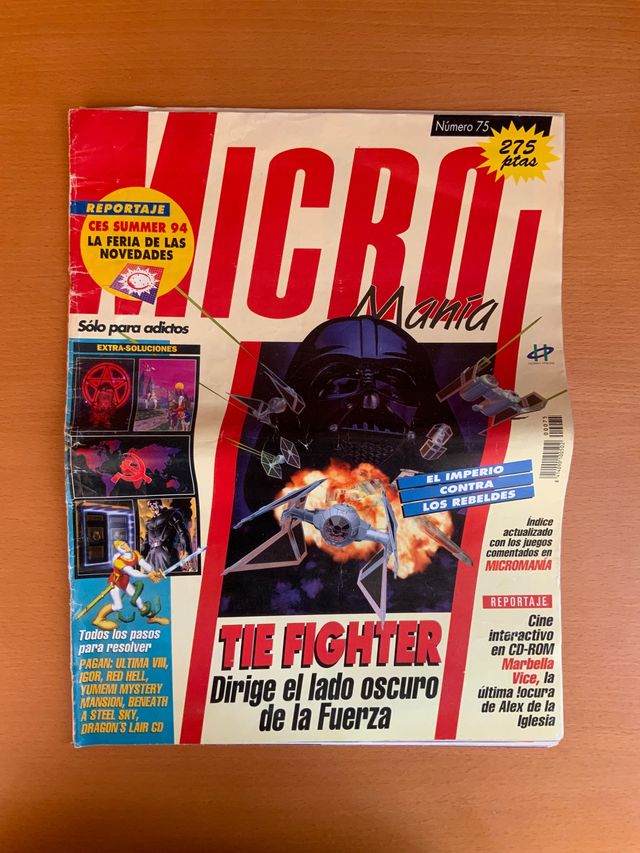 Número 75
275
ptas
MICRO
Manía
REPORTAJE
CES SUMMER 94
LA FERIA DE LAS
NOVEDADES
Sólo para adictos
EXTRA-SOLUCIONES
EL IMPERIO
CONTRA
LOS REBELDES
00075
Índice
actualizado
con los juegos
comentados en
MICROMANIA
REPORTAJE
Cine
interactivo
en CD-ROM
Marbella
Vice, la
última locura
de Alex de la
Iglesia
Todos los pasos
para resolver
PAGAN: ULTIMA VIII,
IGOR, RED HELL,
YUMEMI MYSTERY
MANSION, BENEATH
A STEEL SKY,
DRAGON'S LAIR CD
TIE FIGHTER
Dirige el lado oscuro
de la Fuerza